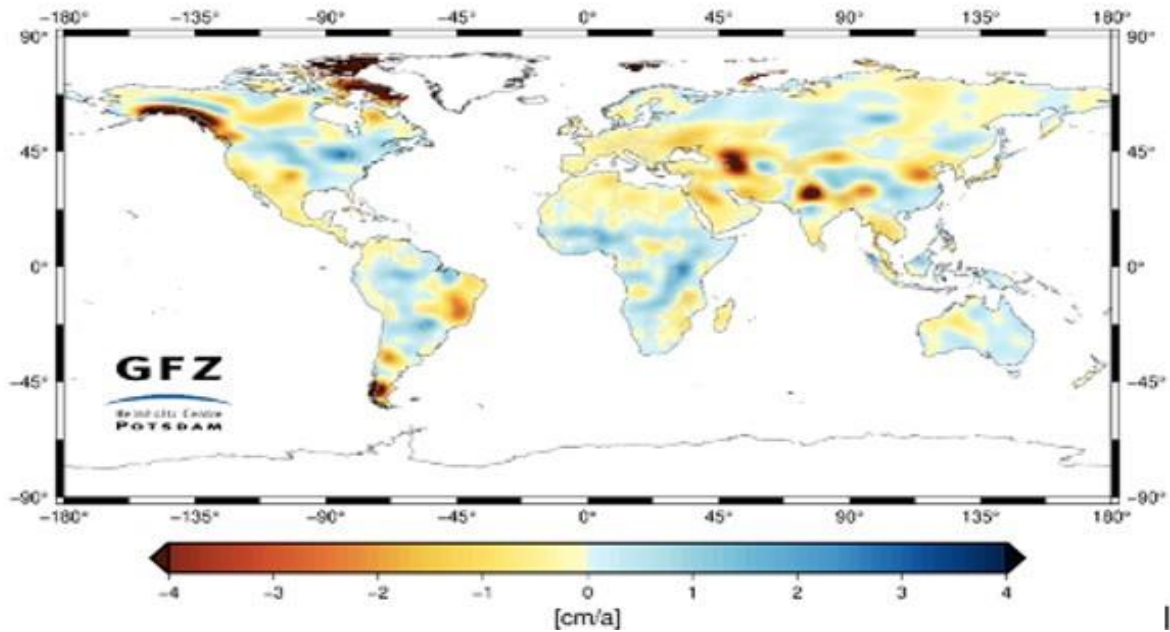 −180° −135° −90° −45° 0° 45° 90° 135° 180°
90° 90°
45° 45°
0° 0°
GFZ
−45° −45°
Helmholtz Centre
POTSDAM
−90° −90°
−180° −135° −90° −45° 0° 45° 90° 135° 180°
−4 −3 −2 −1 0 1 2 3 4
[cm/a]